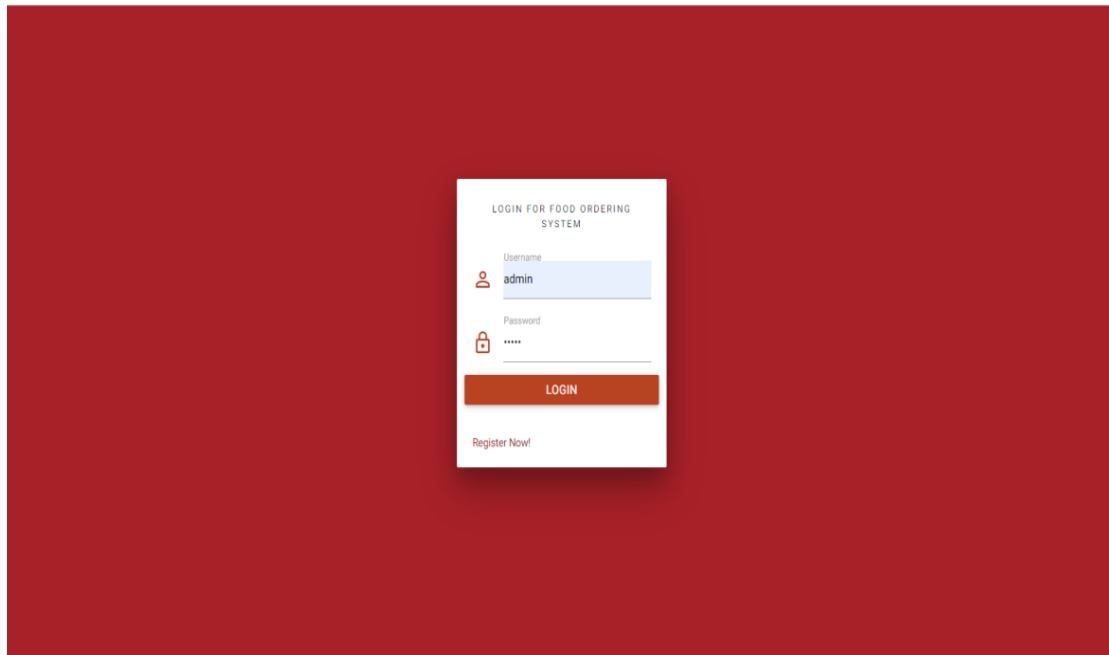 LOGIN FOR FOOD ORDERING
SYSTEM
Username
admin
Password
•••••
LOGIN
Register Now!